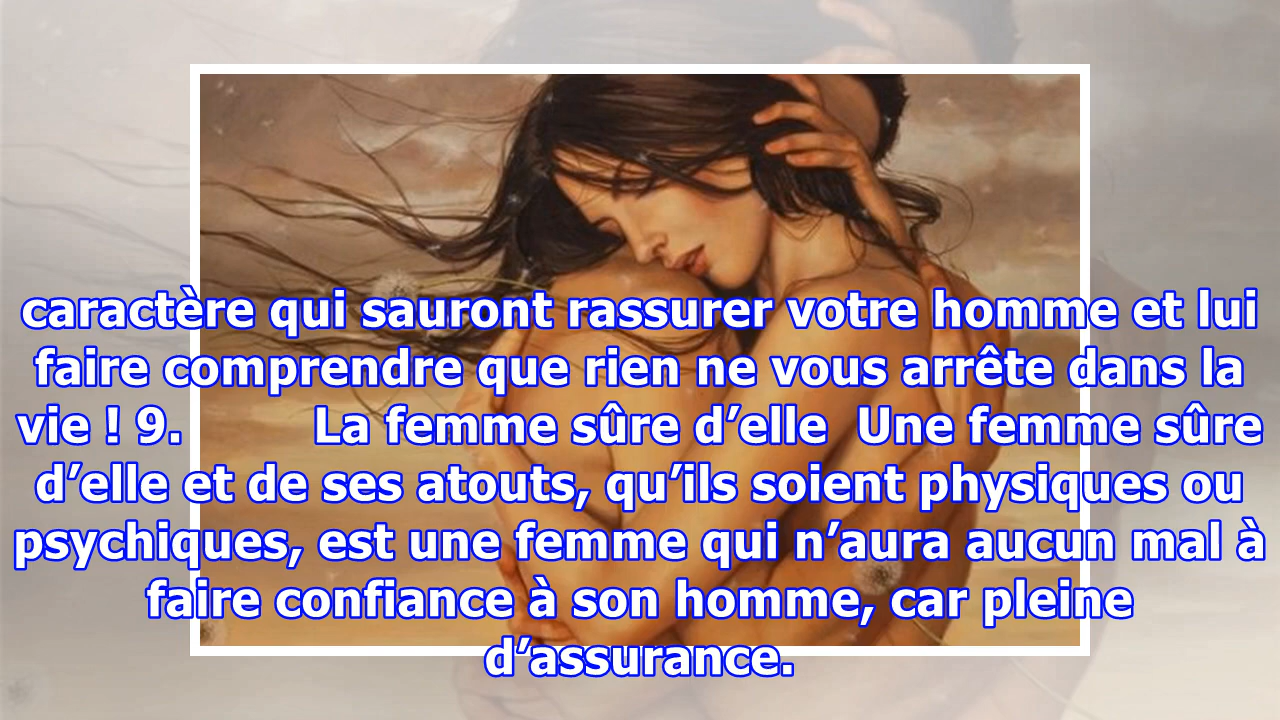 caractère qui sauront rassurer votre homme et lui
faire comprendre que rien ne vous arrête dans la
vie ! 9. La femme sûre d’elle Une femme sûre
d’elle et de ses atouts, qu’ils soient physiques ou
psychiques, est une femme qui n’aura aucun mal à
faire confiance à son homme, car pleine
d’assurance.